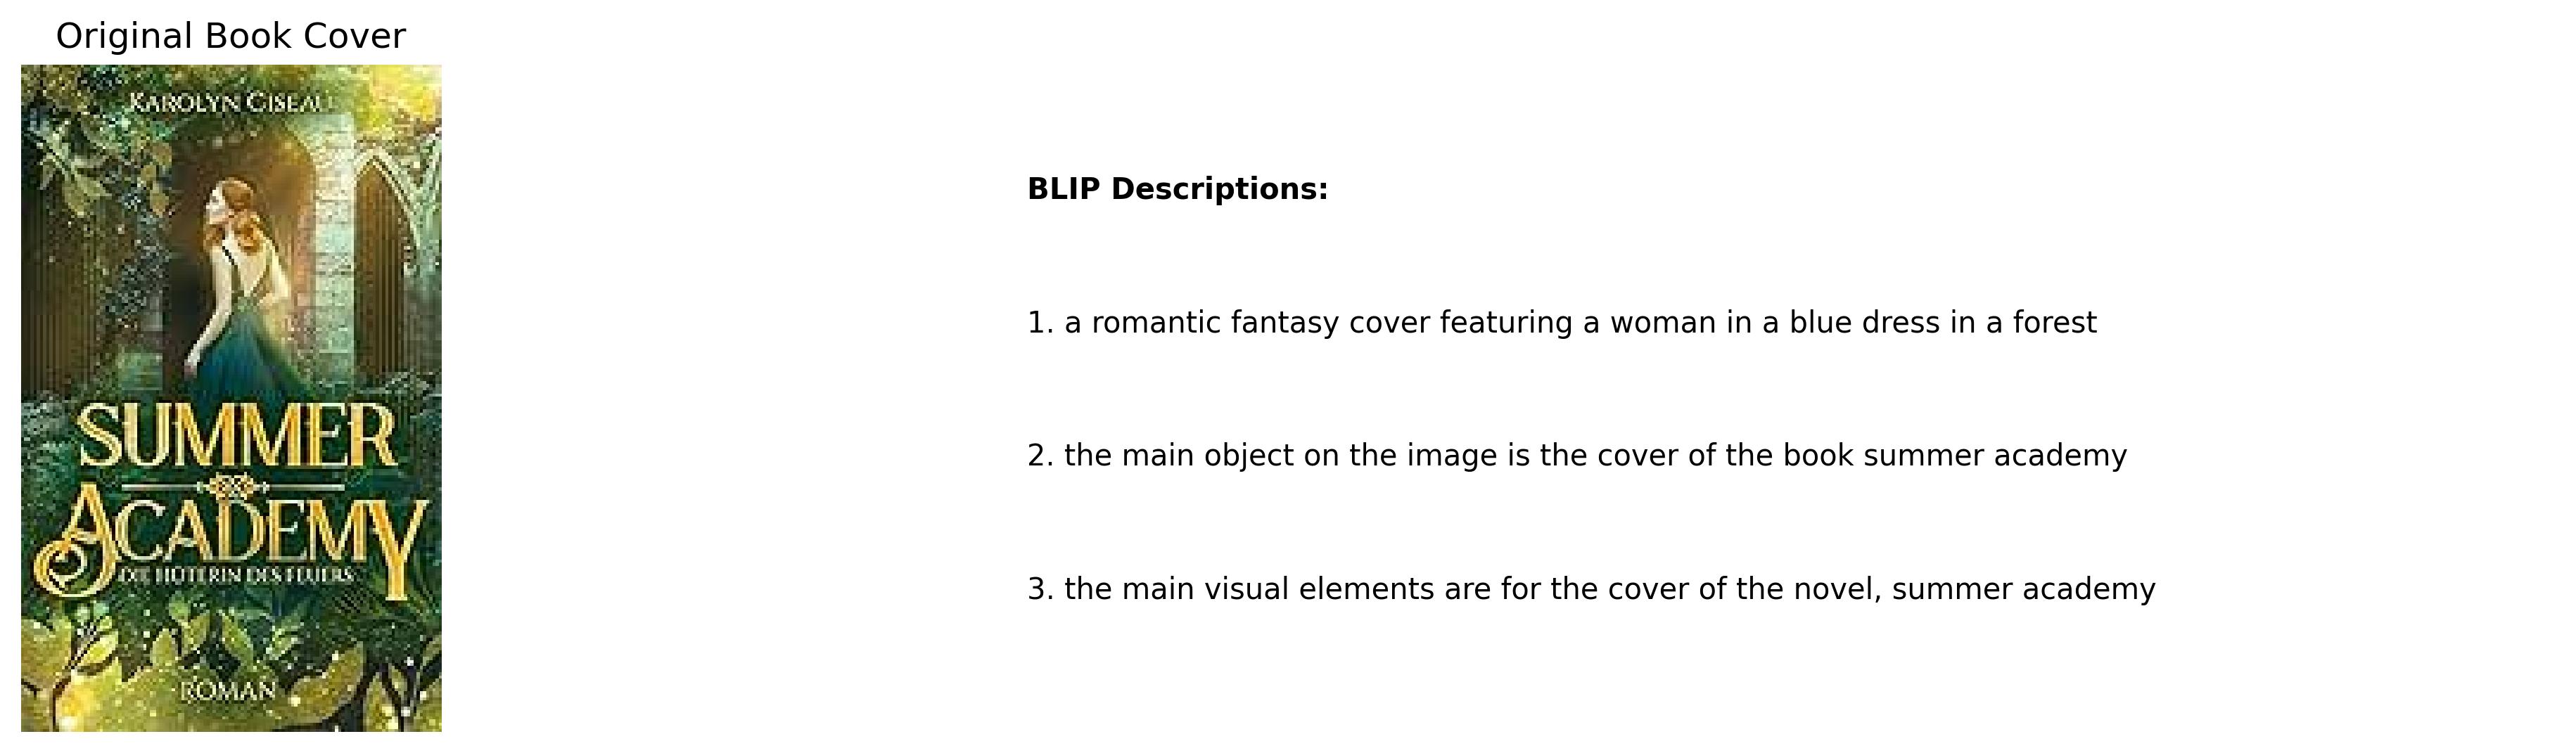 Original Book Cover
KAROLYN CISEAU
SUMMER
ACADEMY
DIE HÜTERIN DES FEUERS
ROMAN
BLIP Descriptions:
1. a romantic fantasy cover featuring a woman in a blue dress in a forest
2. the main object on the image is the cover of the book summer academy
3. the main visual elements are for the cover of the novel, summer academy